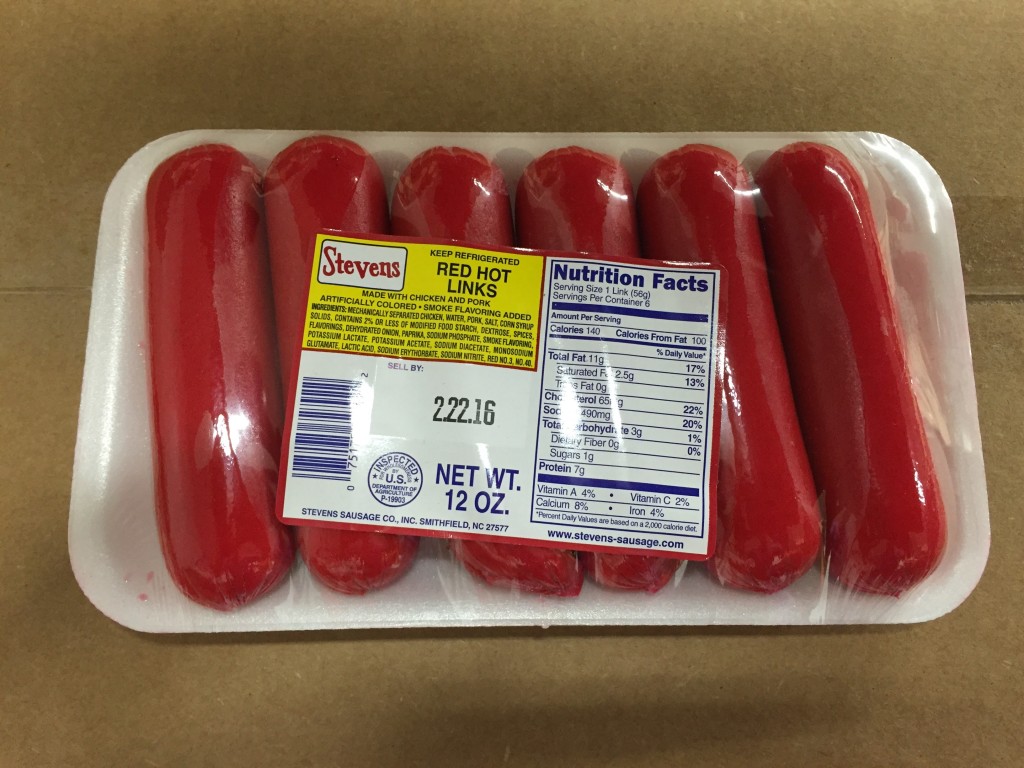 Stevens
KEEP REFRIGERATED
RED HOT
LINKS
MADE WITH CHICKEN AND PORK
ARTIFICIALLY COLORED • SMOKE FLAVORING ADDED
INGREDIENTS: MECHANICALLY SEPARATED CHICKEN, WATER, PORK, SALT, CORN SYRUP
SOLIDS, CONTAINS 2% OR LESS OF MODIFIED FOOD STARCH, DEXTROSE, SPICES,
FLAVORINGS, DEHYDRATED ONION, PAPRIKA, SODIUM PHOSPHATE, SMOKE FLAVORING,
POTASSIUM LACTATE, POTASSIUM ACETATE, SODIUM DIACETATE, MONOSODIUM
GLUTAMATE, LACTIC ACID, SODIUM ERYTHORBATE, SODIUM NITRITE, RED NO.3, NO.40.
SELL BY:
2.22.16
INSPECTED
BY
U.S.
DEPARTMENT OF
AGRICULTURE
P-19903
NET WT.
12 OZ.
STEVENS SAUSAGE CO., INC. SMITHFIELD, NC 27577
Nutrition Facts
Serving Size 1 Link (56g)
Servings Per Container 6
Amount Per Serving
Calories 140 Calories From Fat 100
% Daily Value*
Total Fat 11g 17%
Saturated 2.5g 13%
Fat 0g
22%
490mg 20%
3g 1%
Dietary Fiber 0g 0%
Sugars 1g
Protein 7g
Vitamin A 4% • Vitamin C 2%
Calcium 8% • Iron 4%
*Percent Daily Values are based on a 2,000 calorie diet.
www.stevens-sausage.com